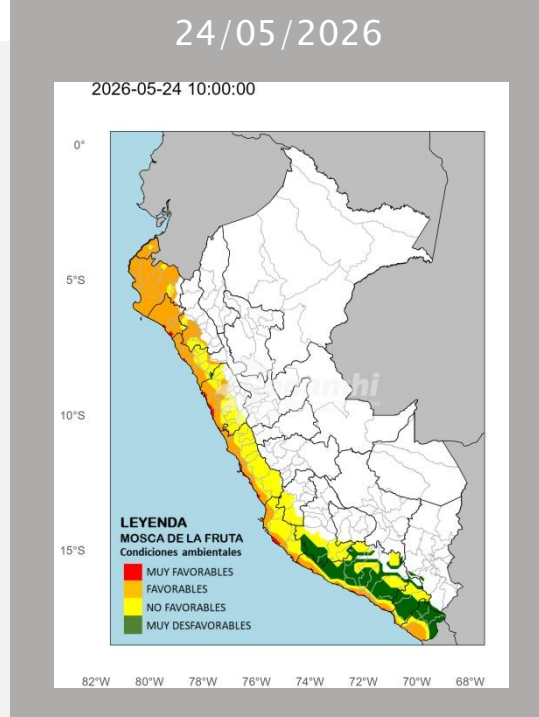 24/05/2026
2026-05-24 10:00:00
0°
5°S
10°S
15°S
LEYENDA
MOSCA DE LA FRUTA
Condiciones ambientales
MUY FAVORABLES
FAVORABLES
NO FAVORABLES
MUY DESFAVORABLES
82°W 80°W 78°W 76°W 74°W 72°W 70°W 68°W